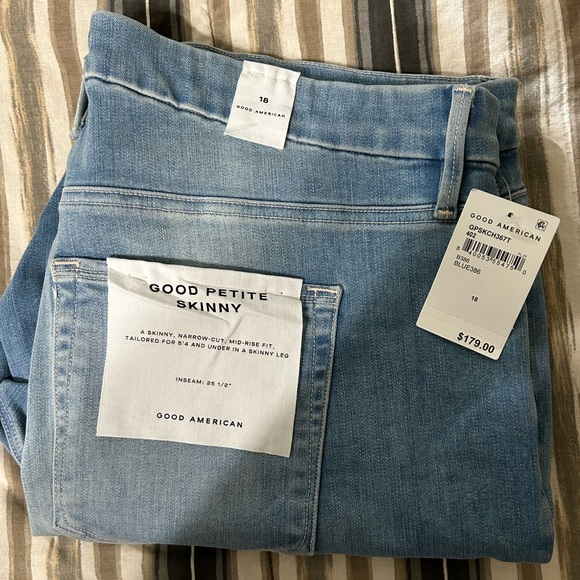 18
GOOD AMERICAN
GOOD AMERICAN
GPSKCH367T
402
B386
BLUE386
18
$179.00
GOOD PETITE
SKINNY
A SKINNY, NARROW-CUT, MID-RISE FIT,
TAILORED FOR 5'4 AND UNDER IN A SKINNY LEG
INSEAM: 25 1/2"
GOOD AMERICAN